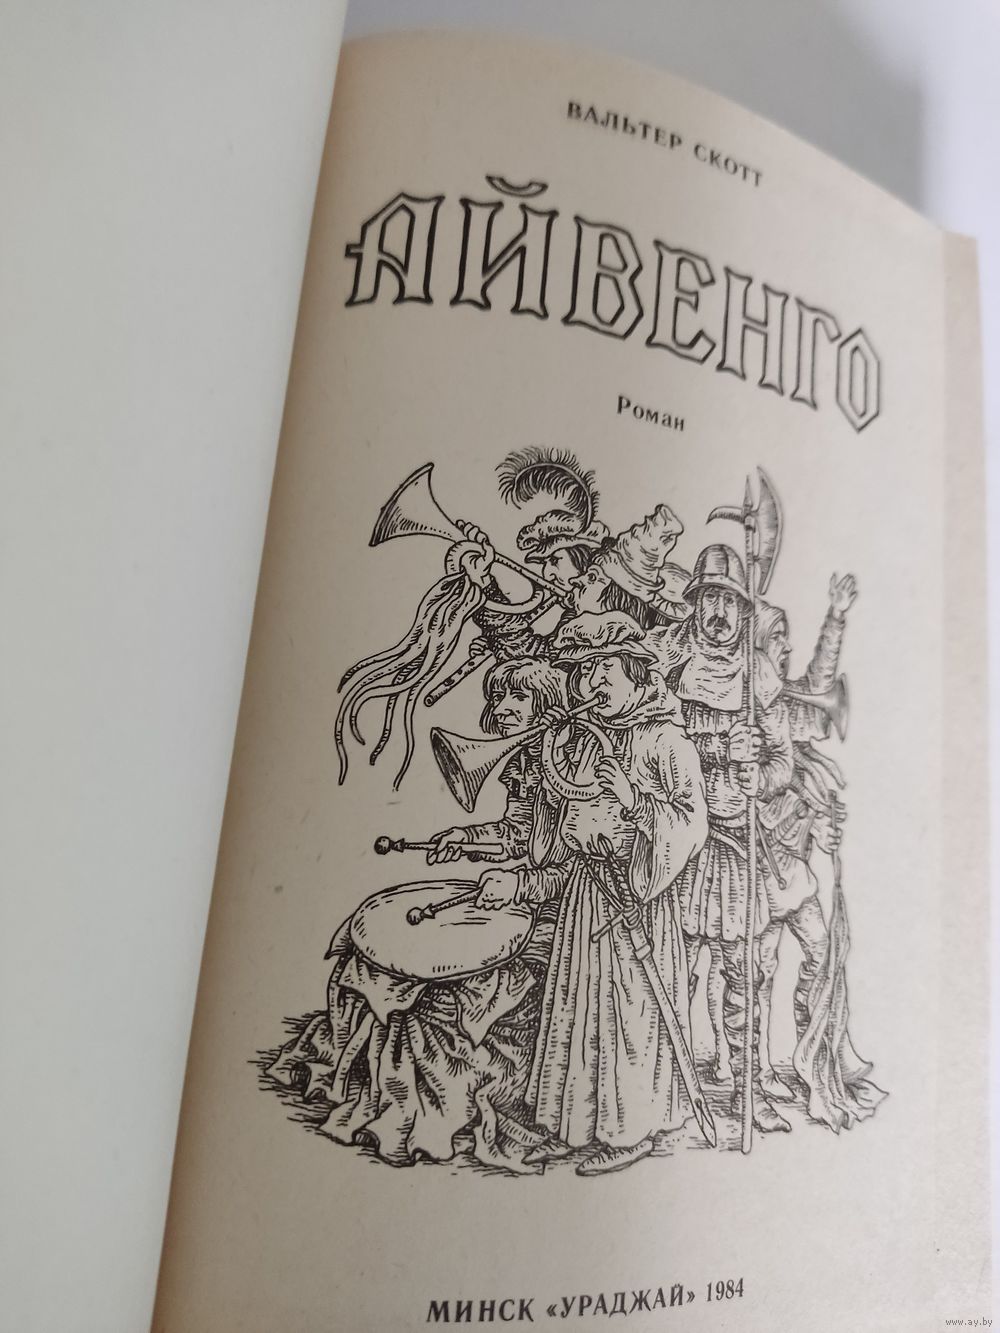 ВАЛЬТЕР СКОТТ
АЙВЕНГО
Роман
МИНСК «УРАДЖАЙ» 1984
www.ay.by